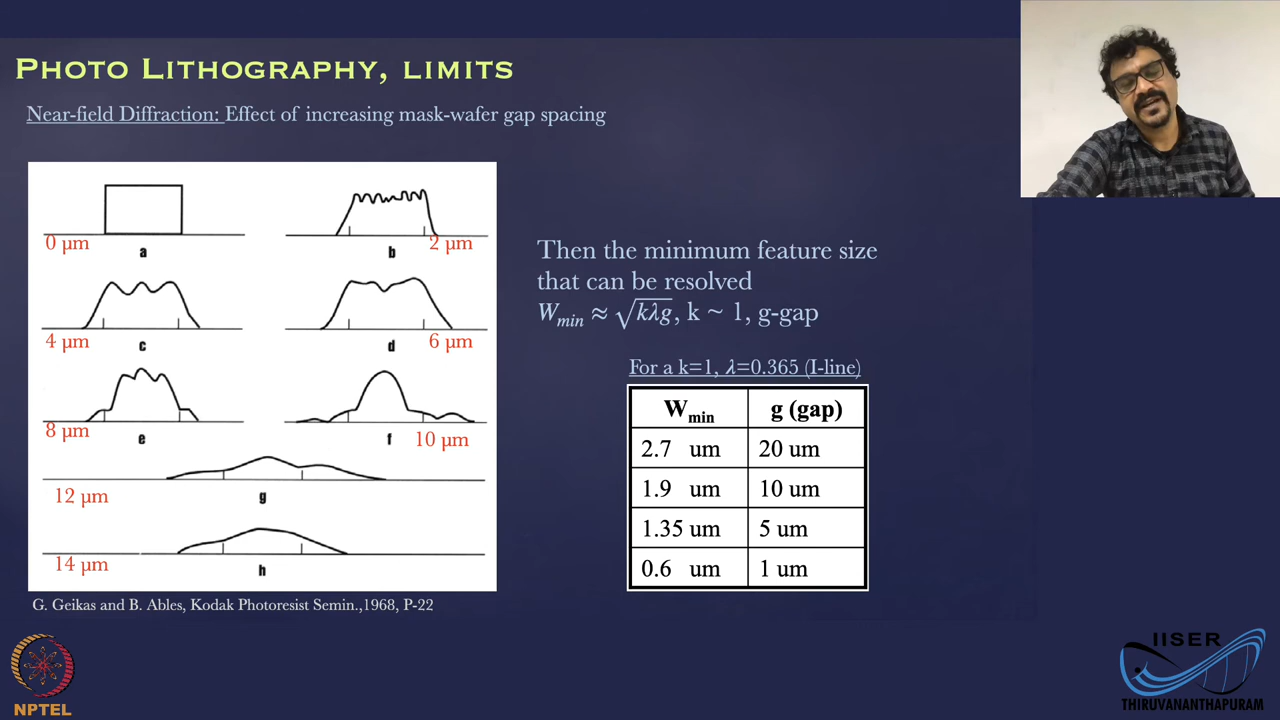 PHOTO LITHOGRAPHY, LIMITS
Near-field Diffraction: Effect of increasing mask-wafer gap spacing
0 μm
a
b
2 μm
4 μm
c
d
6 μm
8 μm
e
f
10 μm
12 μm
g
14 μm
h
G. Geikas and B. Ables, Kodak Photoresist Semin.,1968, P-22
Then the minimum feature size
that can be resolved
Wmin ≈ √kλg, k ~ 1, g-gap
For a k=1, λ=0.365 (I-line)
Wmin g (gap)
2.7 um 20 um
1.9 um 10 um
1.35 um 5 um
0.6 um 1 um
NPTEL
IISER
THIRUVANANTHAPURAM